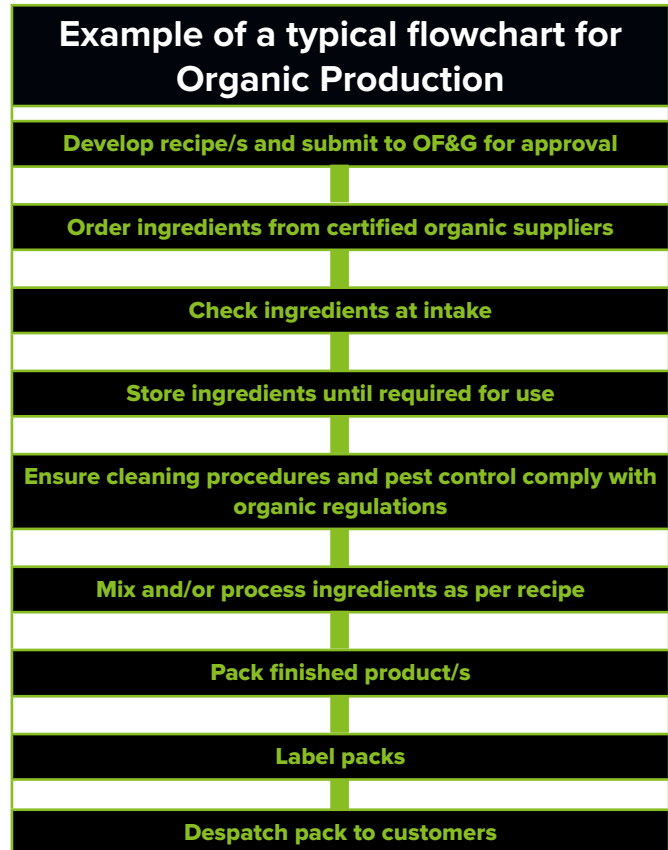 Example of a typical flowchart for
Organic Production
Develop recipe/s and submit to OF&G for approval
Order ingredients from certified organic suppliers
Check ingredients at intake
Store ingredients until required for use
Ensure cleaning procedures and pest control comply with
organic regulations
Mix and/or process ingredients as per recipe
Pack finished product/s
Label packs
Despatch pack to customers